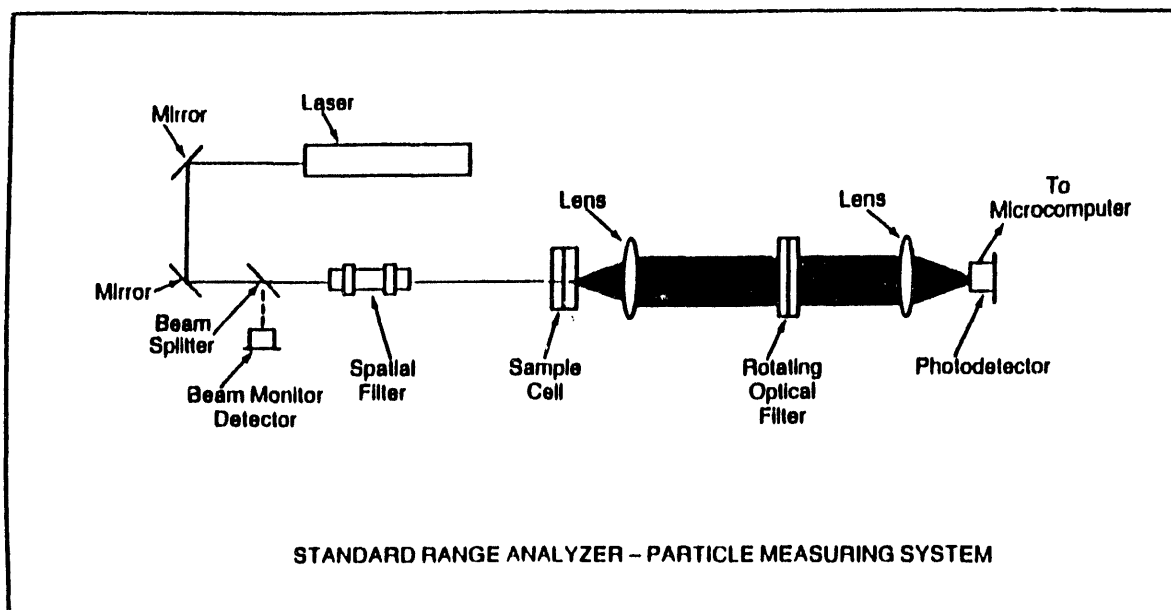 Mirror
Laser
Lens
Lens
To
Microcomputer
Mirror
Beam
Splitter
Beam Monitor
Detector
Spatial
Filter
Sample
Cell
Rotating
Optical
Filter
Photodetector
STANDARD RANGE ANALYZER – PARTICLE MEASURING SYSTEM